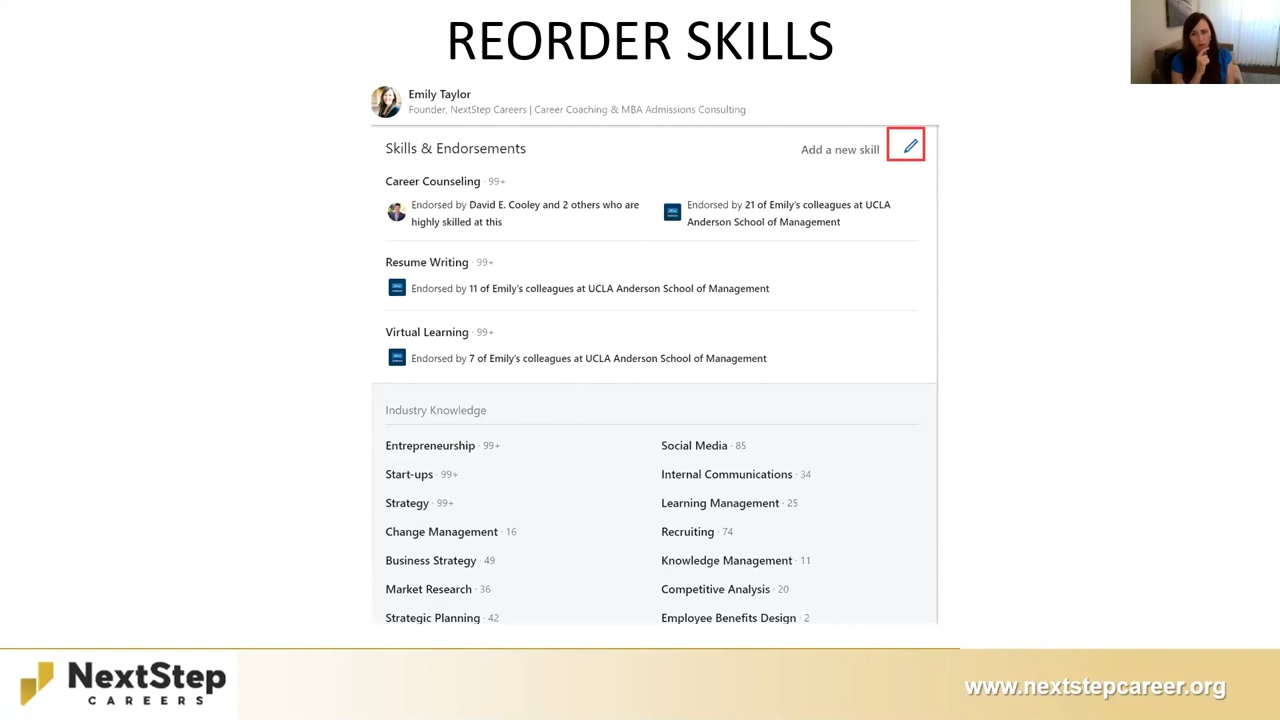 REORDER SKILLS
Emily Taylor
Founder, NextStep Careers | Career Coaching & MBA Admissions Consulting
Skills & Endorsements
Add a new skill
Career Counseling · 99+
Endorsed by David E. Cooley and 2 others who are
highly skilled at this
Endorsed by 21 of Emily's colleagues at UCLA
Anderson School of Management
Resume Writing · 99+
Endorsed by 11 of Emily's colleagues at UCLA Anderson School of Management
Virtual Learning · 99+
Endorsed by 7 of Emily's colleagues at UCLA Anderson School of Management
Industry Knowledge
Entrepreneurship · 99+
Social Media · 85
Start-ups · 99+
Internal Communications · 34
Strategy · 99+
Learning Management · 25
Change Management · 16
Recruiting · 74
Business Strategy · 49
Knowledge Management · 11
Market Research · 36
Competitive Analysis · 20
Strategic Planning · 42
Employee Benefits Design · 2
NextStep
CAREERS
www.nextstepcareer.org